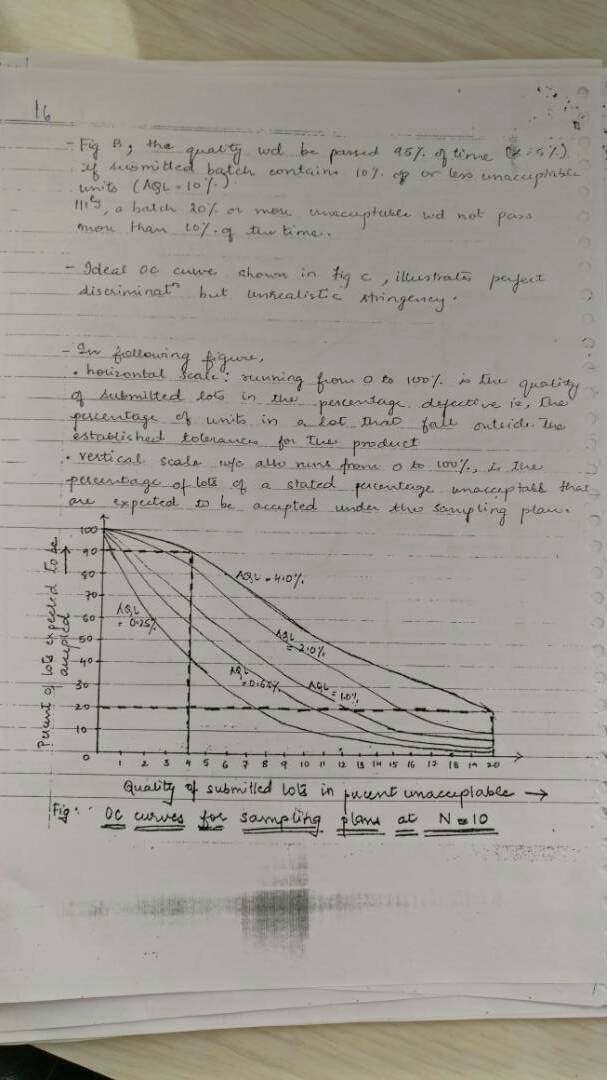 16
- Fig B; the quality wd be passed 95% of time (α = 5%)
if submitted batch contains 10% or less unacceptable
units (AQL = 10%).
|||ly, a batch 20% or more unacceptable wd not pass
more than 10% of the time.
- Ideal OC curve shown in fig C, illustrates perfect
discriminatn but unrealistic stringency.
- In following figure,
• horizontal scale: running from 0 to 100% is the quality
of submitted lots in the percentage defective ie, the
percentage of units in a lot that fall outside the
established tolerances for the product
• vertical scale w/c also runs from 0 to 100%, is the
percentage of lots of a stated percentage unacceptable that
are expected to be accepted under the sampling plan.
Percent of lots expected to be
accepted
100
90
80
70
60
50
40
30
20
10
0
AQL = 4.0%
AQL
= 0.25%
AQL
= 2.0%
AQL
= 0.65%
AQL
= 1.0%
1 2 3 4 5 6 7 8 9 10 11 12 13 14 15 16 17 18 19 20
Quality of submitted lots in percent unacceptable →
Fig: OC curves for sampling plans at N = 10